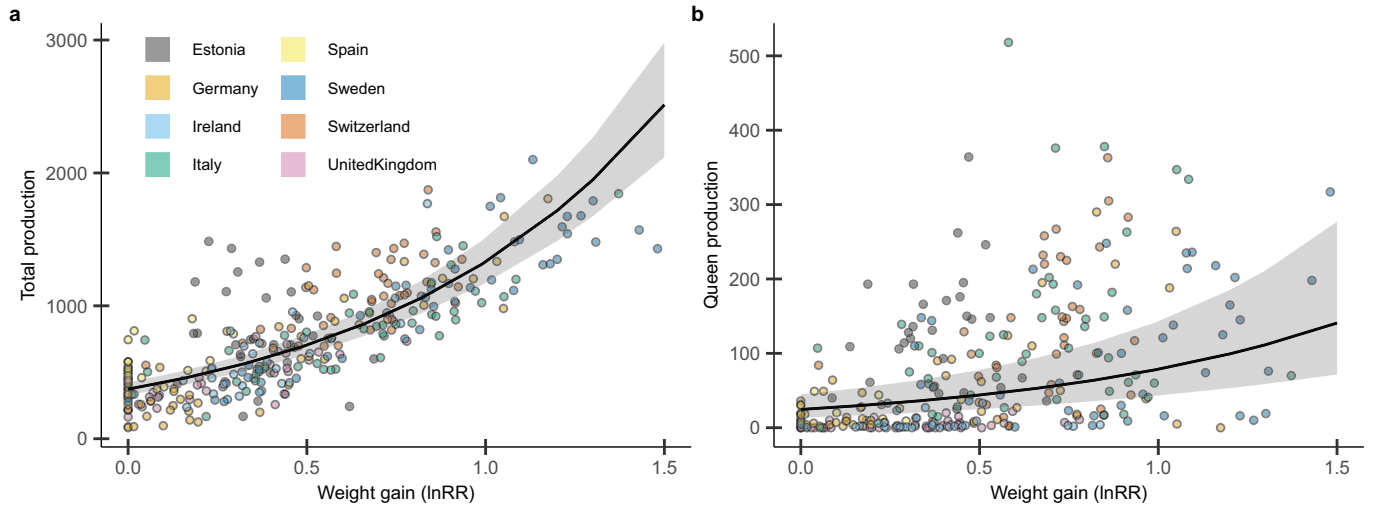 a
Total production
3000
2000
1000
0
0.0
0.5
1.0
1.5
Weight gain (lnRR)
Estonia
Germany
Ireland
Italy
Spain
Sweden
Switzerland
UnitedKingdom
b
Queen production
500
400
300
200
100
0
0.0
0.5
1.0
1.5
Weight gain (lnRR)